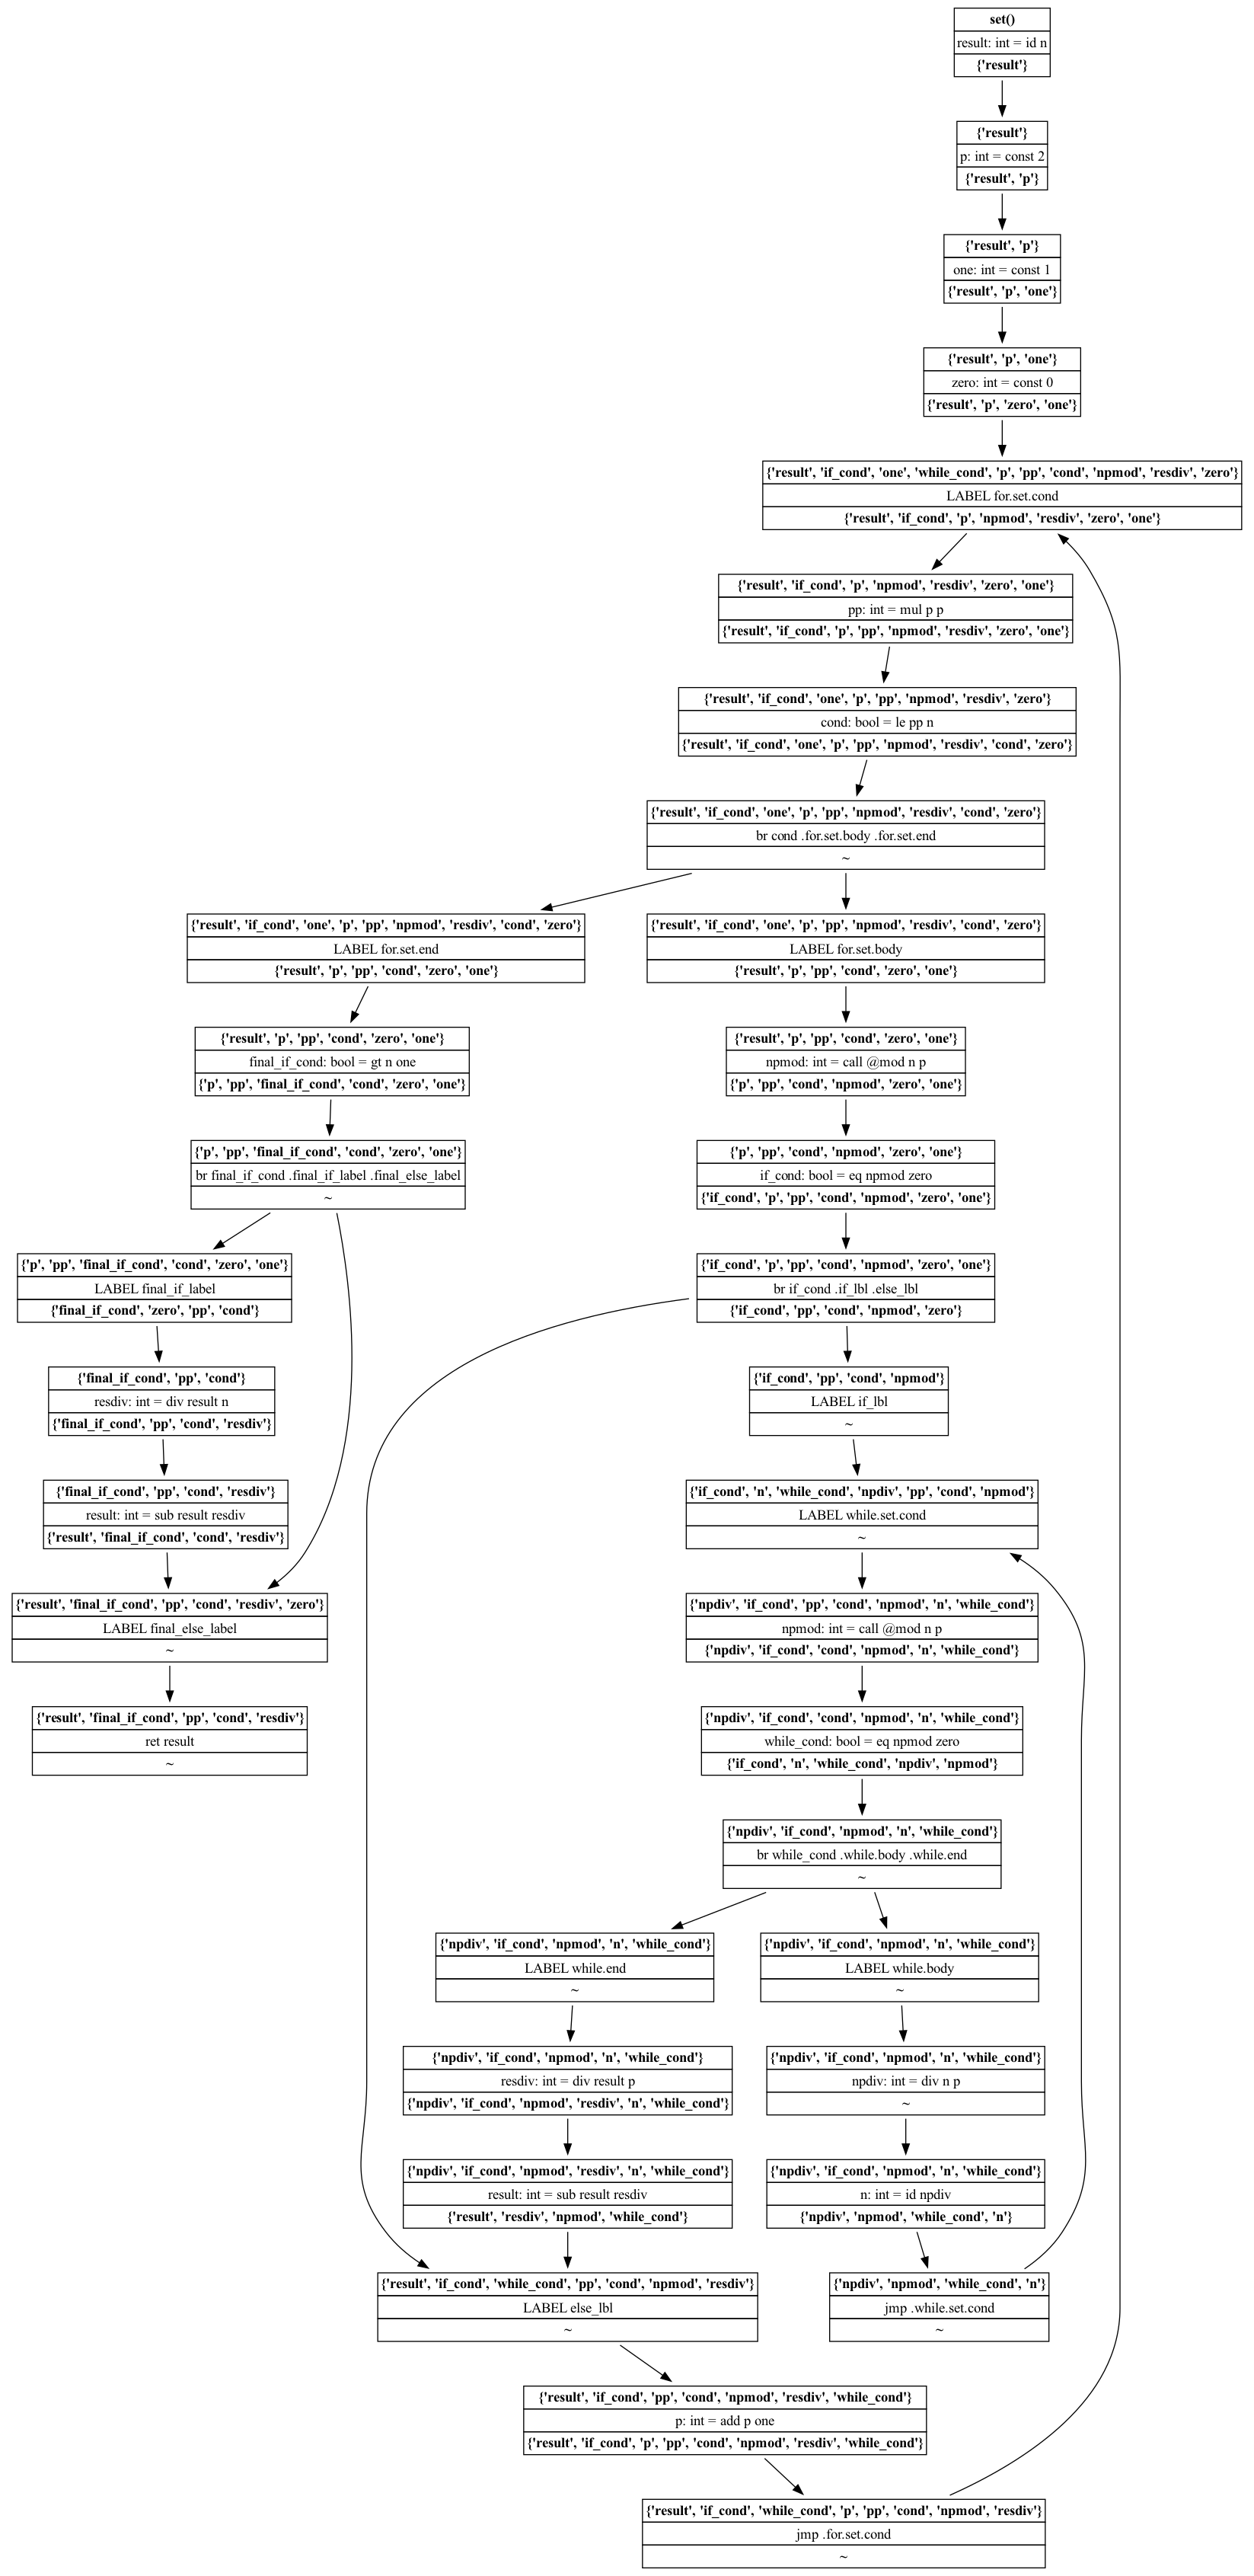 set()
result: int = id n
{'result'}
{'result'}
p: int = const 2
{'result', 'p'}
{'result', 'p'}
one: int = const 1
{'result', 'p', 'one'}
{'result', 'p', 'one'}
zero: int = const 0
{'result', 'p', 'zero', 'one'}
{'result', 'if_cond', 'one', 'while_cond', 'p', 'pp', 'cond', 'npmod', 'resdiv', 'zero'}
LABEL for.set.cond
{'result', 'if_cond', 'p', 'npmod', 'resdiv', 'zero', 'one'}
{'result', 'if_cond', 'p', 'npmod', 'resdiv', 'zero', 'one'}
pp: int = mul p p
{'result', 'if_cond', 'p', 'pp', 'npmod', 'resdiv', 'zero', 'one'}
{'result', 'if_cond', 'one', 'p', 'pp', 'npmod', 'resdiv', 'zero'}
cond: bool = le pp n
{'result', 'if_cond', 'one', 'p', 'pp', 'npmod', 'resdiv', 'cond', 'zero'}
{'result', 'if_cond', 'one', 'p', 'pp', 'npmod', 'resdiv', 'cond', 'zero'}
br cond .for.set.body .for.set.end
~
{'result', 'if_cond', 'one', 'p', 'pp', 'npmod', 'resdiv', 'cond', 'zero'}
LABEL for.set.end
{'result', 'p', 'pp', 'cond', 'zero', 'one'}
{'result', 'if_cond', 'one', 'p', 'pp', 'npmod', 'resdiv', 'cond', 'zero'}
LABEL for.set.body
{'result', 'p', 'pp', 'cond', 'zero', 'one'}
{'result', 'p', 'pp', 'cond', 'zero', 'one'}
final_if_cond: bool = gt n one
{'p', 'pp', 'final_if_cond', 'cond', 'zero', 'one'}
{'result', 'p', 'pp', 'cond', 'zero', 'one'}
npmod: int = call @mod n p
{'p', 'pp', 'cond', 'npmod', 'zero', 'one'}
{'p', 'pp', 'final_if_cond', 'cond', 'zero', 'one'}
br final_if_cond .final_if_label .final_else_label
~
{'p', 'pp', 'cond', 'npmod', 'zero', 'one'}
if_cond: bool = eq npmod zero
{'if_cond', 'p', 'pp', 'cond', 'npmod', 'zero', 'one'}
{'p', 'pp', 'final_if_cond', 'cond', 'zero', 'one'}
LABEL final_if_label
{'final_if_cond', 'zero', 'pp', 'cond'}
{'if_cond', 'p', 'pp', 'cond', 'npmod', 'zero', 'one'}
br if_cond .if_lbl .else_lbl
{'if_cond', 'pp', 'cond', 'npmod', 'zero'}
{'final_if_cond', 'pp', 'cond'}
resdiv: int = div result n
{'final_if_cond', 'pp', 'cond', 'resdiv'}
{'if_cond', 'pp', 'cond', 'npmod'}
LABEL if_lbl
~
{'final_if_cond', 'pp', 'cond', 'resdiv'}
result: int = sub result resdiv
{'result', 'final_if_cond', 'cond', 'resdiv'}
{'if_cond', 'n', 'while_cond', 'npdiv', 'pp', 'cond', 'npmod'}
LABEL while.set.cond
~
{'result', 'final_if_cond', 'pp', 'cond', 'resdiv', 'zero'}
LABEL final_else_label
~
{'npdiv', 'if_cond', 'pp', 'cond', 'npmod', 'n', 'while_cond'}
npmod: int = call @mod n p
{'npdiv', 'if_cond', 'cond', 'npmod', 'n', 'while_cond'}
{'result', 'final_if_cond', 'pp', 'cond', 'resdiv'}
ret result
~
{'npdiv', 'if_cond', 'cond', 'npmod', 'n', 'while_cond'}
while_cond: bool = eq npmod zero
{'if_cond', 'n', 'while_cond', 'npdiv', 'npmod'}
{'npdiv', 'if_cond', 'npmod', 'n', 'while_cond'}
br while_cond .while.body .while.end
~
{'npdiv', 'if_cond', 'npmod', 'n', 'while_cond'}
LABEL while.end
~
{'npdiv', 'if_cond', 'npmod', 'n', 'while_cond'}
LABEL while.body
~
{'npdiv', 'if_cond', 'npmod', 'n', 'while_cond'}
resdiv: int = div result p
{'npdiv', 'if_cond', 'npmod', 'resdiv', 'n', 'while_cond'}
{'npdiv', 'if_cond', 'npmod', 'n', 'while_cond'}
npdiv: int = div n p
~
{'npdiv', 'if_cond', 'npmod', 'resdiv', 'n', 'while_cond'}
result: int = sub result resdiv
{'result', 'resdiv', 'npmod', 'while_cond'}
{'npdiv', 'if_cond', 'npmod', 'n', 'while_cond'}
n: int = id npdiv
{'npdiv', 'npmod', 'while_cond', 'n'}
{'result', 'if_cond', 'while_cond', 'pp', 'cond', 'npmod', 'resdiv'}
LABEL else_lbl
~
{'npdiv', 'npmod', 'while_cond', 'n'}
jmp .while.set.cond
~
{'result', 'if_cond', 'pp', 'cond', 'npmod', 'resdiv', 'while_cond'}
p: int = add p one
{'result', 'if_cond', 'p', 'pp', 'cond', 'npmod', 'resdiv', 'while_cond'}
{'result', 'if_cond', 'while_cond', 'p', 'pp', 'cond', 'npmod', 'resdiv'}
jmp .for.set.cond
~